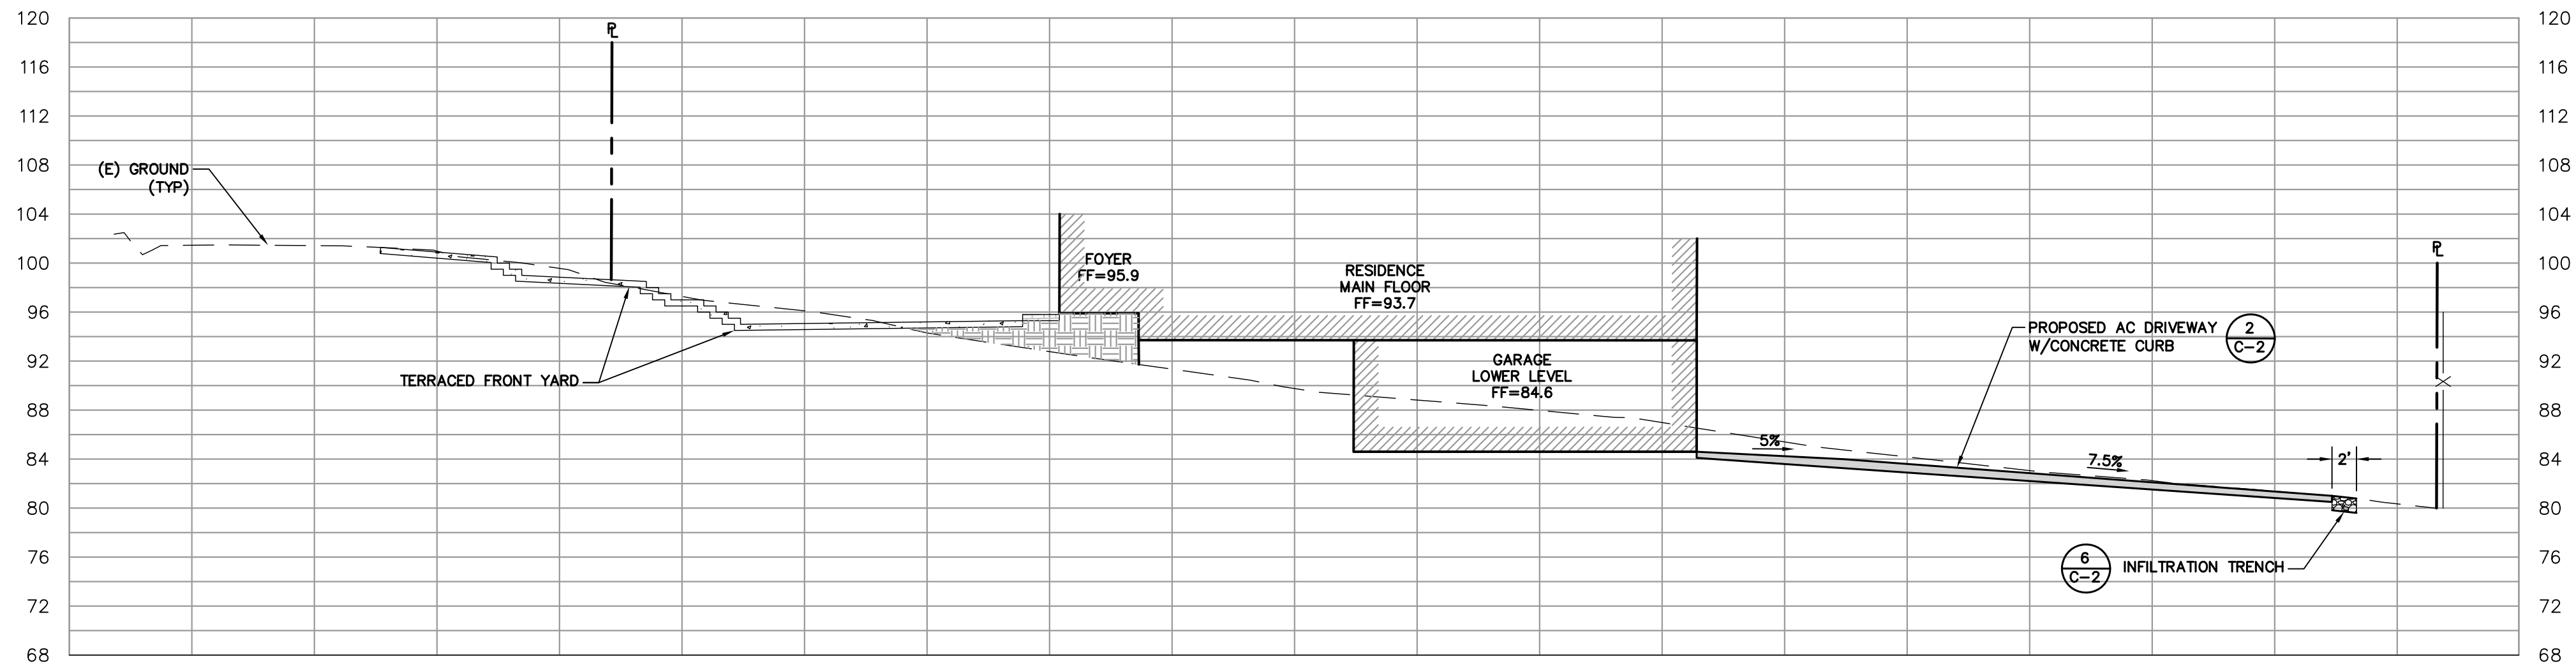 120
116
112
108
104
100
96
92
88
84
80
76
72
68
(E) GROUND
(TYP)
PL
TERRACED FRONT YARD
FOYER
FF=95.9
RESIDENCE
MAIN FLOOR
FF=93.7
GARAGE
LOWER LEVEL
FF=84.6
5%
PROPOSED AC DRIVEWAY
W/CONCRETE CURB
2
C-2
7.5%
2'
6
C-2
INFILTRATION TRENCH
PL
120
116
112
108
104
100
96
92
88
84
80
76
72
68